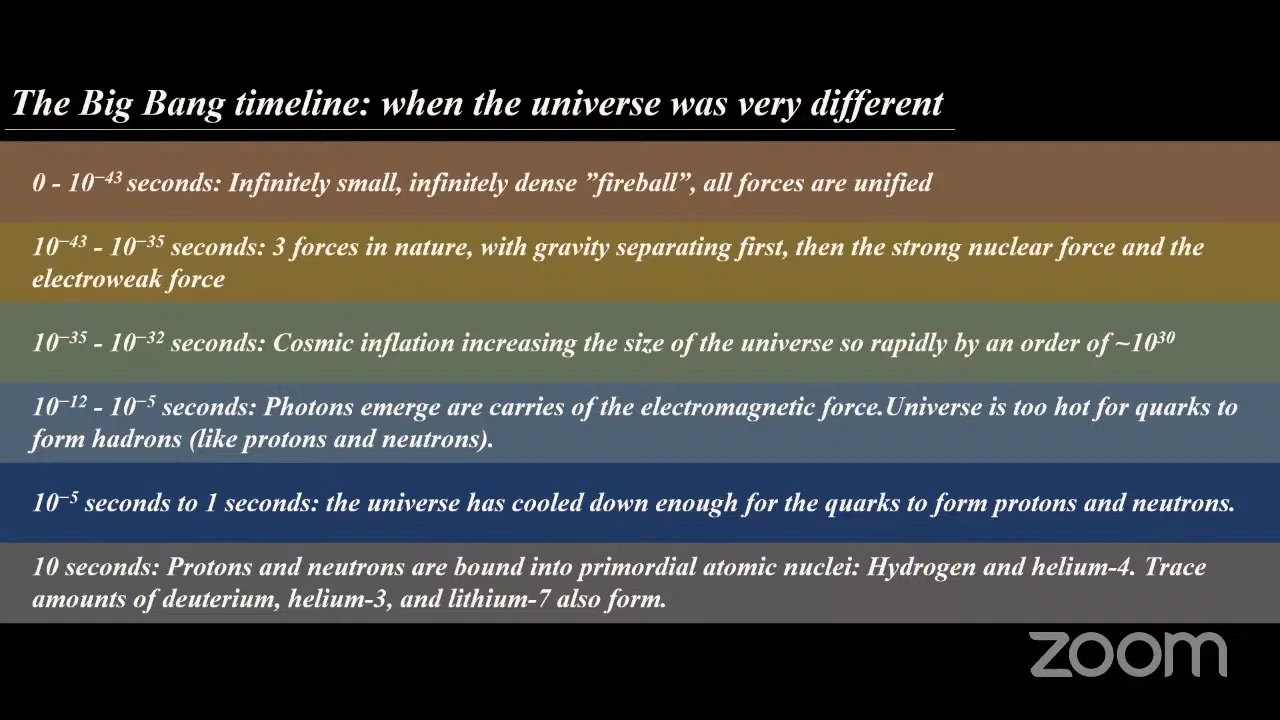 The Big Bang timeline: when the universe was very different
0 - 10⁻⁴³ seconds: Infinitely small, infinitely dense ”fireball”, all forces are unified
10⁻⁴³ - 10⁻³⁵ seconds: 3 forces in nature, with gravity separating first, then the strong nuclear force and the
electroweak force
10⁻³⁵ - 10⁻³² seconds: Cosmic inflation increasing the size of the universe so rapidly by an order of ~10³⁰
10⁻¹² - 10⁻⁵ seconds: Photons emerge are carries of the electromagnetic force.Universe is too hot for quarks to
form hadrons (like protons and neutrons).
10⁻⁵ seconds to 1 seconds: the universe has cooled down enough for the quarks to form protons and neutrons.
10 seconds: Protons and neutrons are bound into primordial atomic nuclei: Hydrogen and helium-4. Trace
amounts of deuterium, helium-3, and lithium-7 also form.
zoom